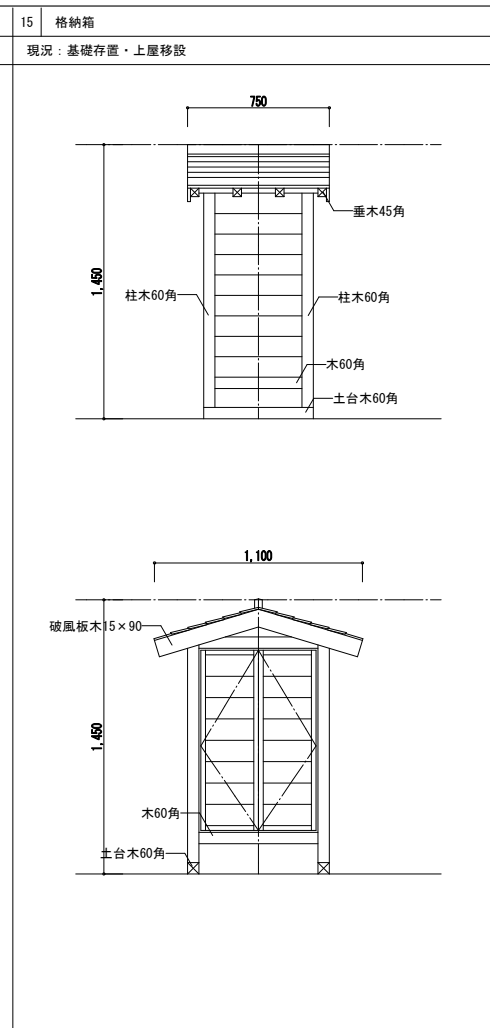 15 格納箱
現況：基礎存置・上屋移設
750
垂木45角
1,450
柱木60角
柱木60角
木60角
土台木60角
1,100
破風板木15×90
1,450
木60角
土台木60角